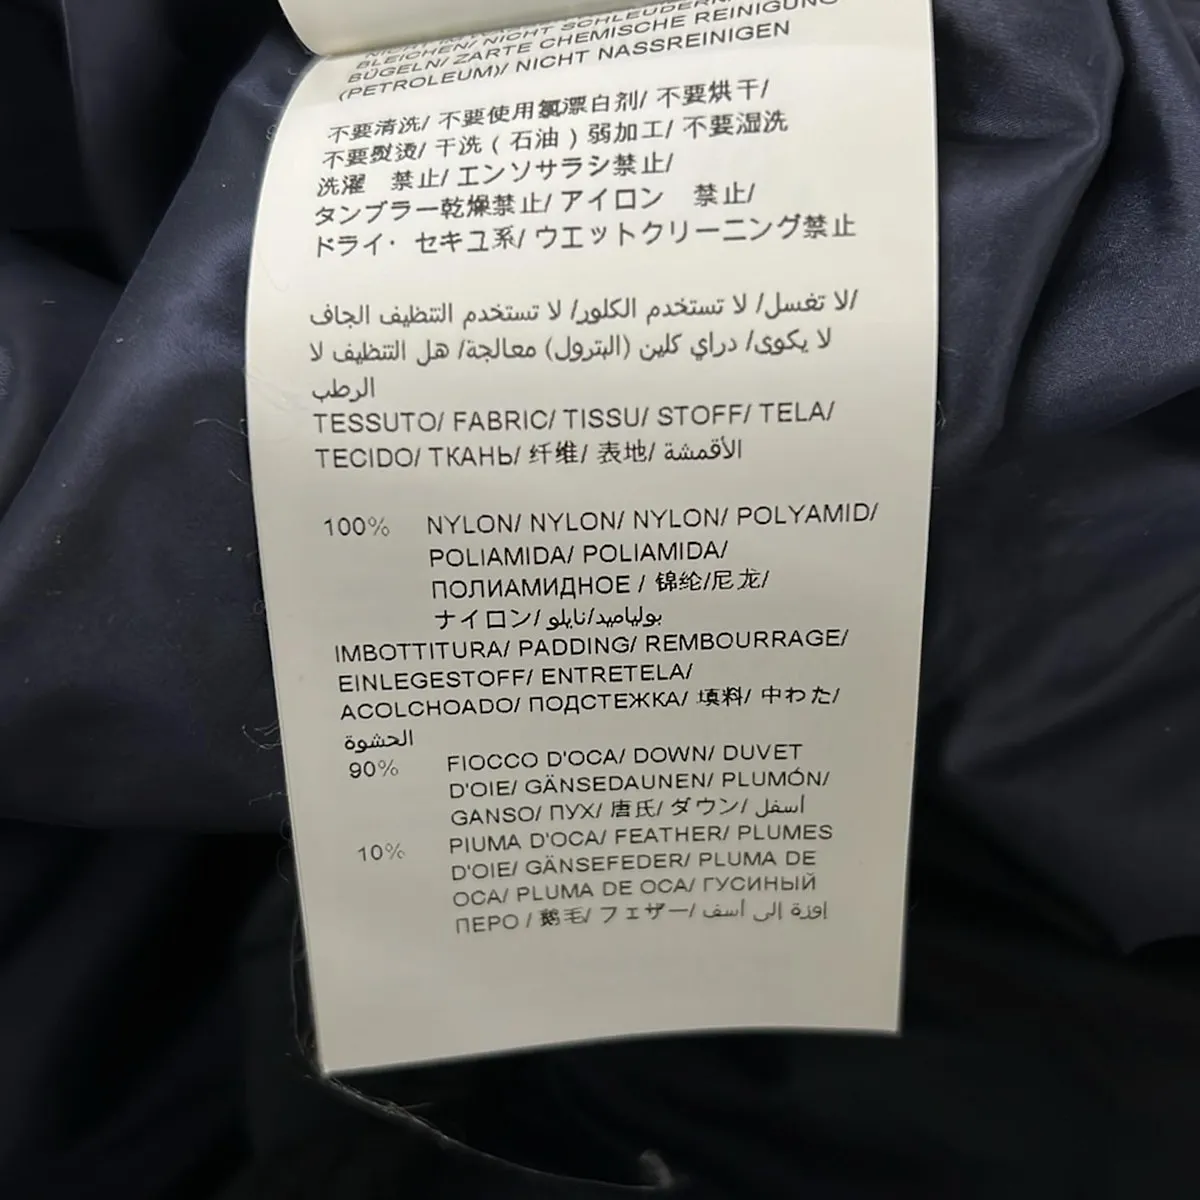 BLEICHEN/ NICHT SCHLEUDERN/
BÜGELN/ ZARTE CHEMISCHE REINIGUNG
(PETROLEUM)/ NICHT NASSREINIGEN
不要清洗/ 不要使用氯漂白剂/ 不要烘干/
不要熨烫/ 干洗 ( 石油 ) 弱加工/ 不要湿洗
洗濯 禁止/ エンソサラシ禁止/
タンブラー乾燥禁止/ アイロン 禁止/
ドライ・ セキユ系/ ウエットクリーニング禁止
لا تغسل/ لا تستخدم الكلور/ لا تستخدم التنظيف الجاف/
لا يكوى/ دراي كلين (البترول) معالجة/ هل التنظيف لا
الرطب
TESSUTO/ FABRIC/ TISSU/ STOFF/ TELA/
TECIDO/ ТКАНЬ/ 纤维/ 表地/ الأقمشة
100% NYLON/ NYLON/ NYLON/ POLYAMID/
POLIAMIDA/ POLIAMIDA/
ПОЛИАМИДНОЕ / 锦纶/尼龙/
ナイロン/ بولياميد/نايلو
IMBOTTITURA/ PADDING/ REMBOURRAGE/
EINLEGESTOFF/ ENTRETELA/
ACOLCHOADO/ ПОДСТЕЖКА/ 填料/ 中わた/
الحشوة
90% FIOCCO D'OCA/ DOWN/ DUVET
D'OIE/ GÄNSEDAUNEN/ PLUMÓN/
GANSO/ ПУХ/ 唐氏/ ダウン/ أسفل
10% PIUMA D'OCA/ FEATHER/ PLUMES
D'OIE/ GÄNSEFEDER/ PLUMA DE
OCA/ PLUMA DE OCA/ ГУСИНЫЙ
ПЕРО / 鹅毛/ フェザー/ إوزة إلى أسف